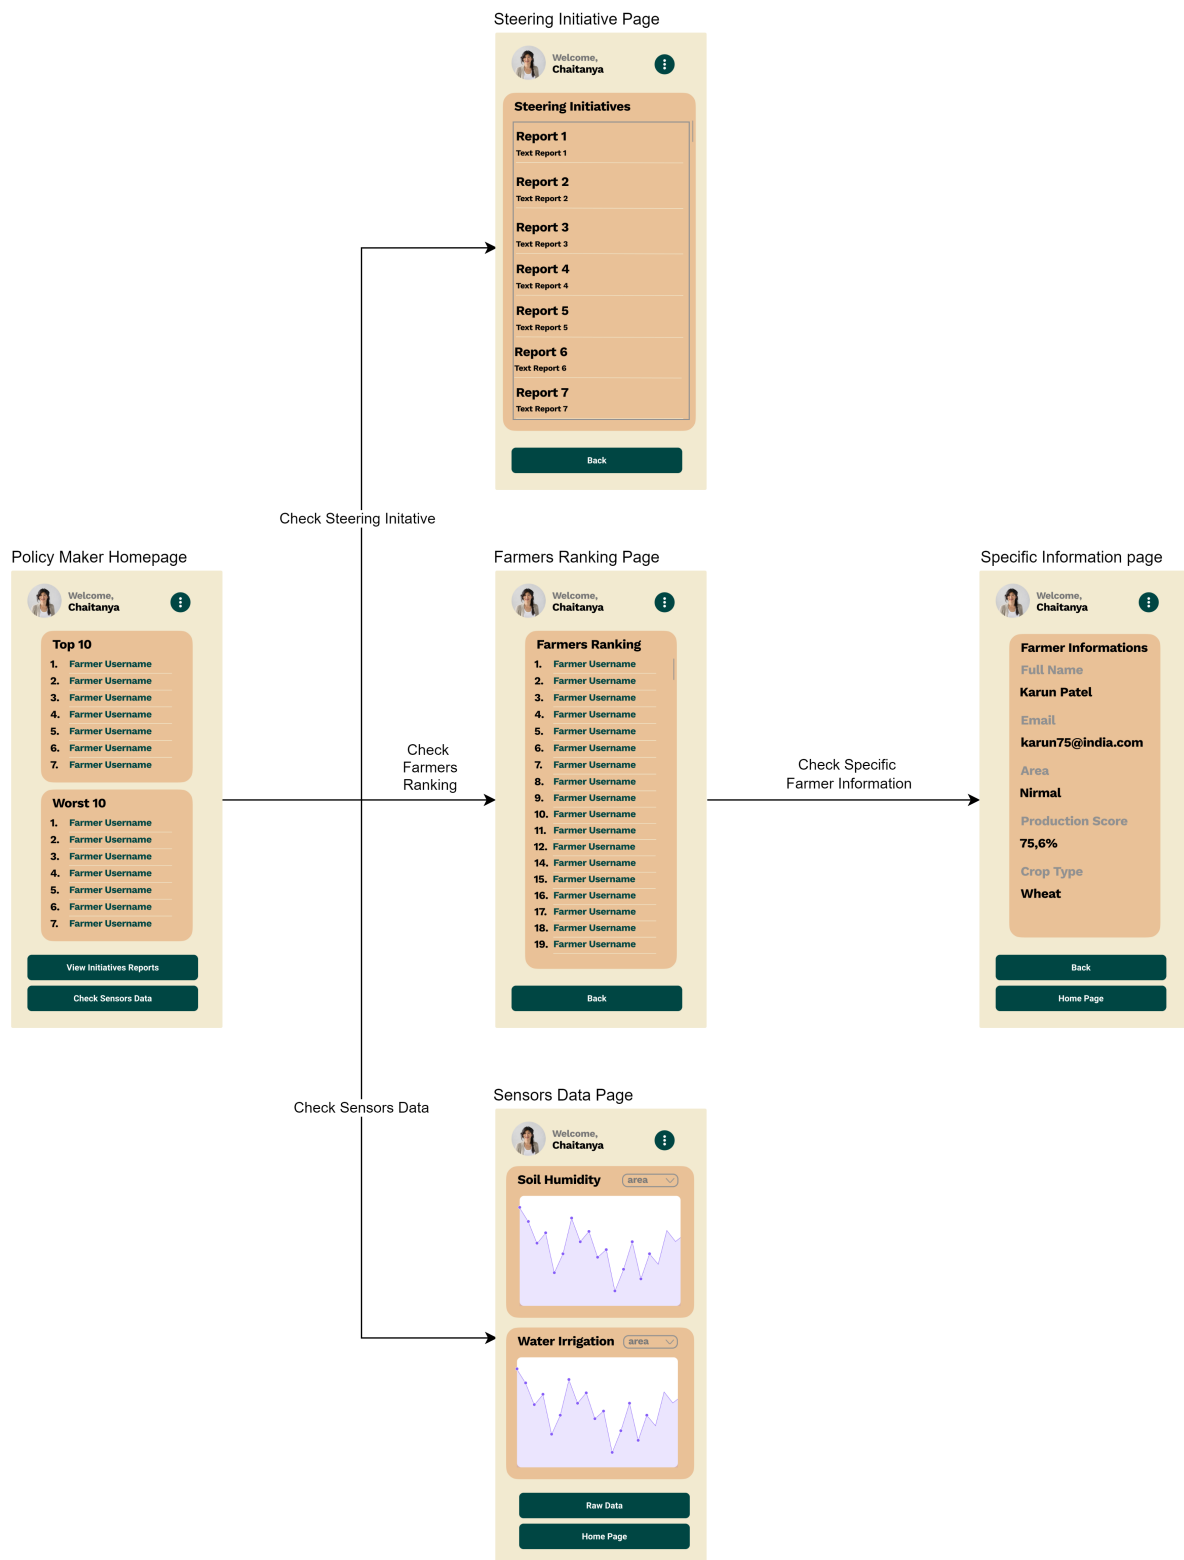 Steering Initiative Page
Welcome,
Chaitanya
Steering Initiatives
Report 1
Text Report 1
Report 2
Text Report 2
Report 3
Text Report 3
Report 4
Text Report 4
Report 5
Text Report 5
Report 6
Text Report 6
Report 7
Text Report 7
Back
Check Steering Initative
Policy Maker Homepage
Welcome,
Chaitanya
Top 10
1. Farmer Username
2. Farmer Username
3. Farmer Username
4. Farmer Username
5. Farmer Username
6. Farmer Username
7. Farmer Username
Worst 10
1. Farmer Username
2. Farmer Username
3. Farmer Username
4. Farmer Username
5. Farmer Username
6. Farmer Username
7. Farmer Username
View Initiatives Reports
Check Sensors Data
Check
Farmers
Ranking
Farmers Ranking Page
Welcome,
Chaitanya
Farmers Ranking
1. Farmer Username
2. Farmer Username
3. Farmer Username
4. Farmer Username
5. Farmer Username
6. Farmer Username
7. Farmer Username
8. Farmer Username
9. Farmer Username
10. Farmer Username
11. Farmer Username
12. Farmer Username
14. Farmer Username
15. Farmer Username
16. Farmer Username
17. Farmer Username
18. Farmer Username
19. Farmer Username
Back
Check Specific
Farmer Information
Specific Information page
Welcome,
Chaitanya
Farmer Informations
Full Name
Karun Patel
Email
karun75@india.com
Area
Nirmal
Production Score
75,6%
Crop Type
Wheat
Back
Home Page
Check Sensors Data
Sensors Data Page
Welcome,
Chaitanya
Soil Humidity
area
Water Irrigation
area
Raw Data
Home Page